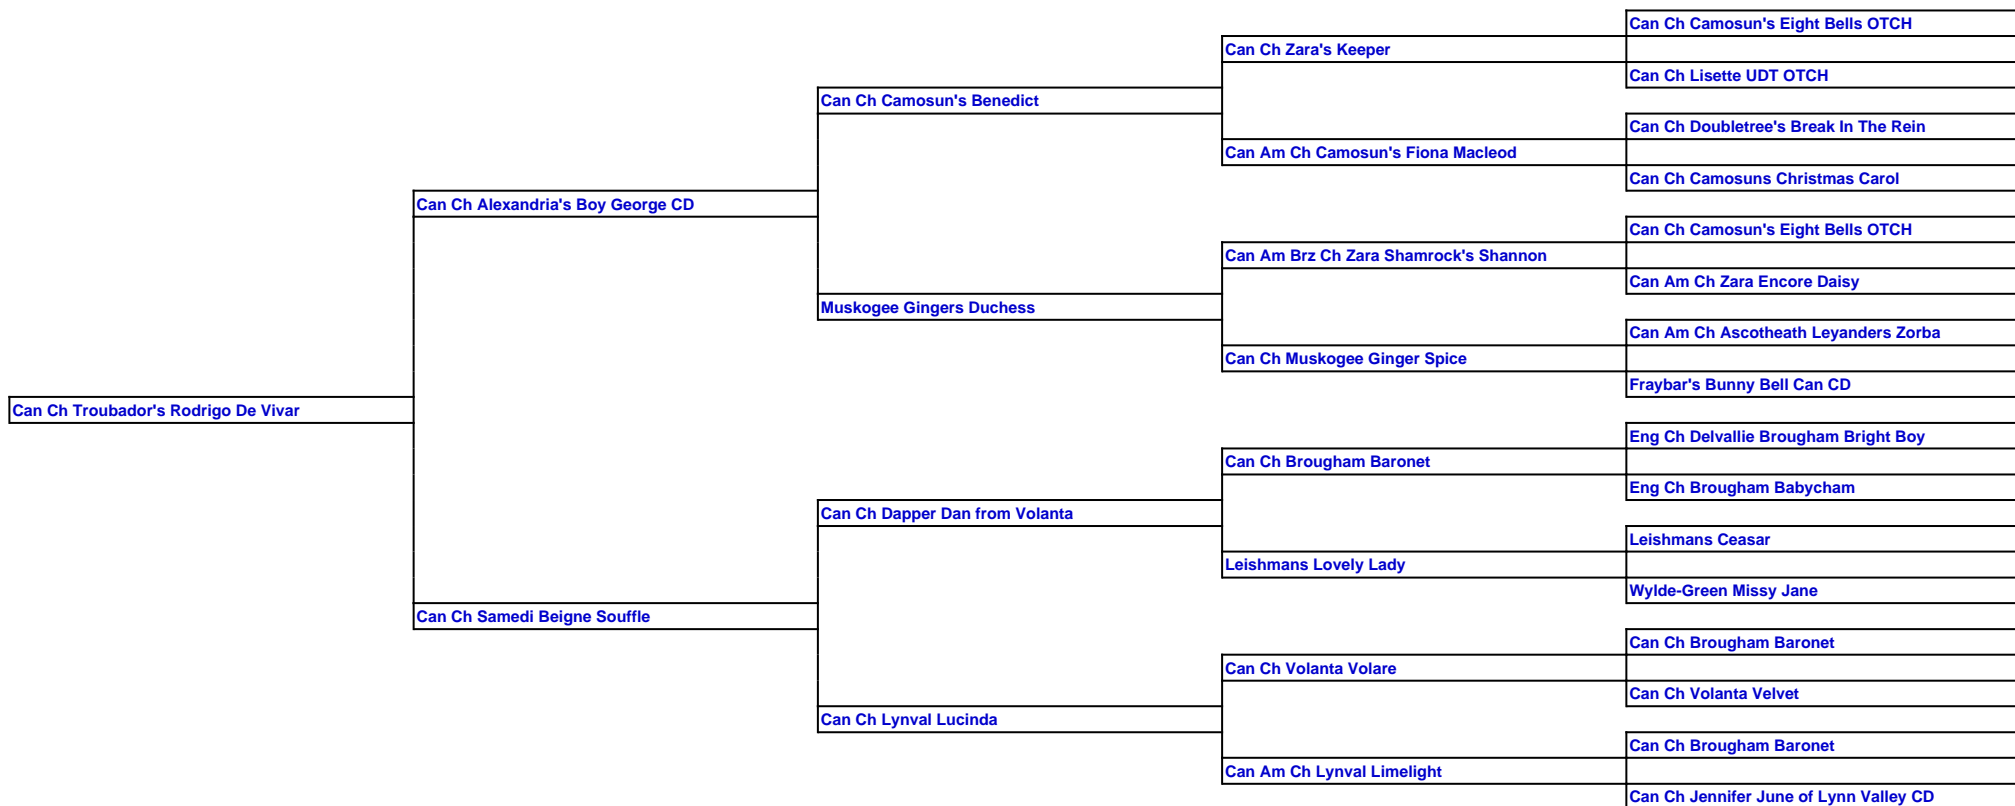 Can Ch Camosun's Eight Bells OTCH
Can Ch Zara's Keeper
Can Ch Lisette UDT OTCH
Can Ch Camosun's Benedict
Can Ch Doubletree's Break In The Rein
Can Am Ch Camosun's Fiona Macleod
Can Ch Camosuns Christmas Carol
Can Ch Alexandria's Boy George CD
Can Ch Camosun's Eight Bells OTCH
Can Am Brz Ch Zara Shamrock's Shannon
Can Am Ch Zara Encore Daisy
Muskogee Gingers Duchess
Can Am Ch Ascotheath Leyanders Zorba
Can Ch Muskogee Ginger Spice
Fraybar's Bunny Bell Can CD
Can Ch Troubador's Rodrigo De Vivar
Eng Ch Delvallie Brougham Bright Boy
Can Ch Brougham Baronet
Eng Ch Brougham Babycham
Can Ch Dapper Dan from Volanta
Leishmans Ceasar
Leishmans Lovely Lady
Wylde-Green Missy Jane
Can Ch Samedi Beigne Souffle
Can Ch Brougham Baronet
Can Ch Volanta Volare
Can Ch Volanta Velvet
Can Ch Lynval Lucinda
Can Ch Brougham Baronet
Can Am Ch Lynval Limelight
Can Ch Jennifer June of Lynn Valley CD